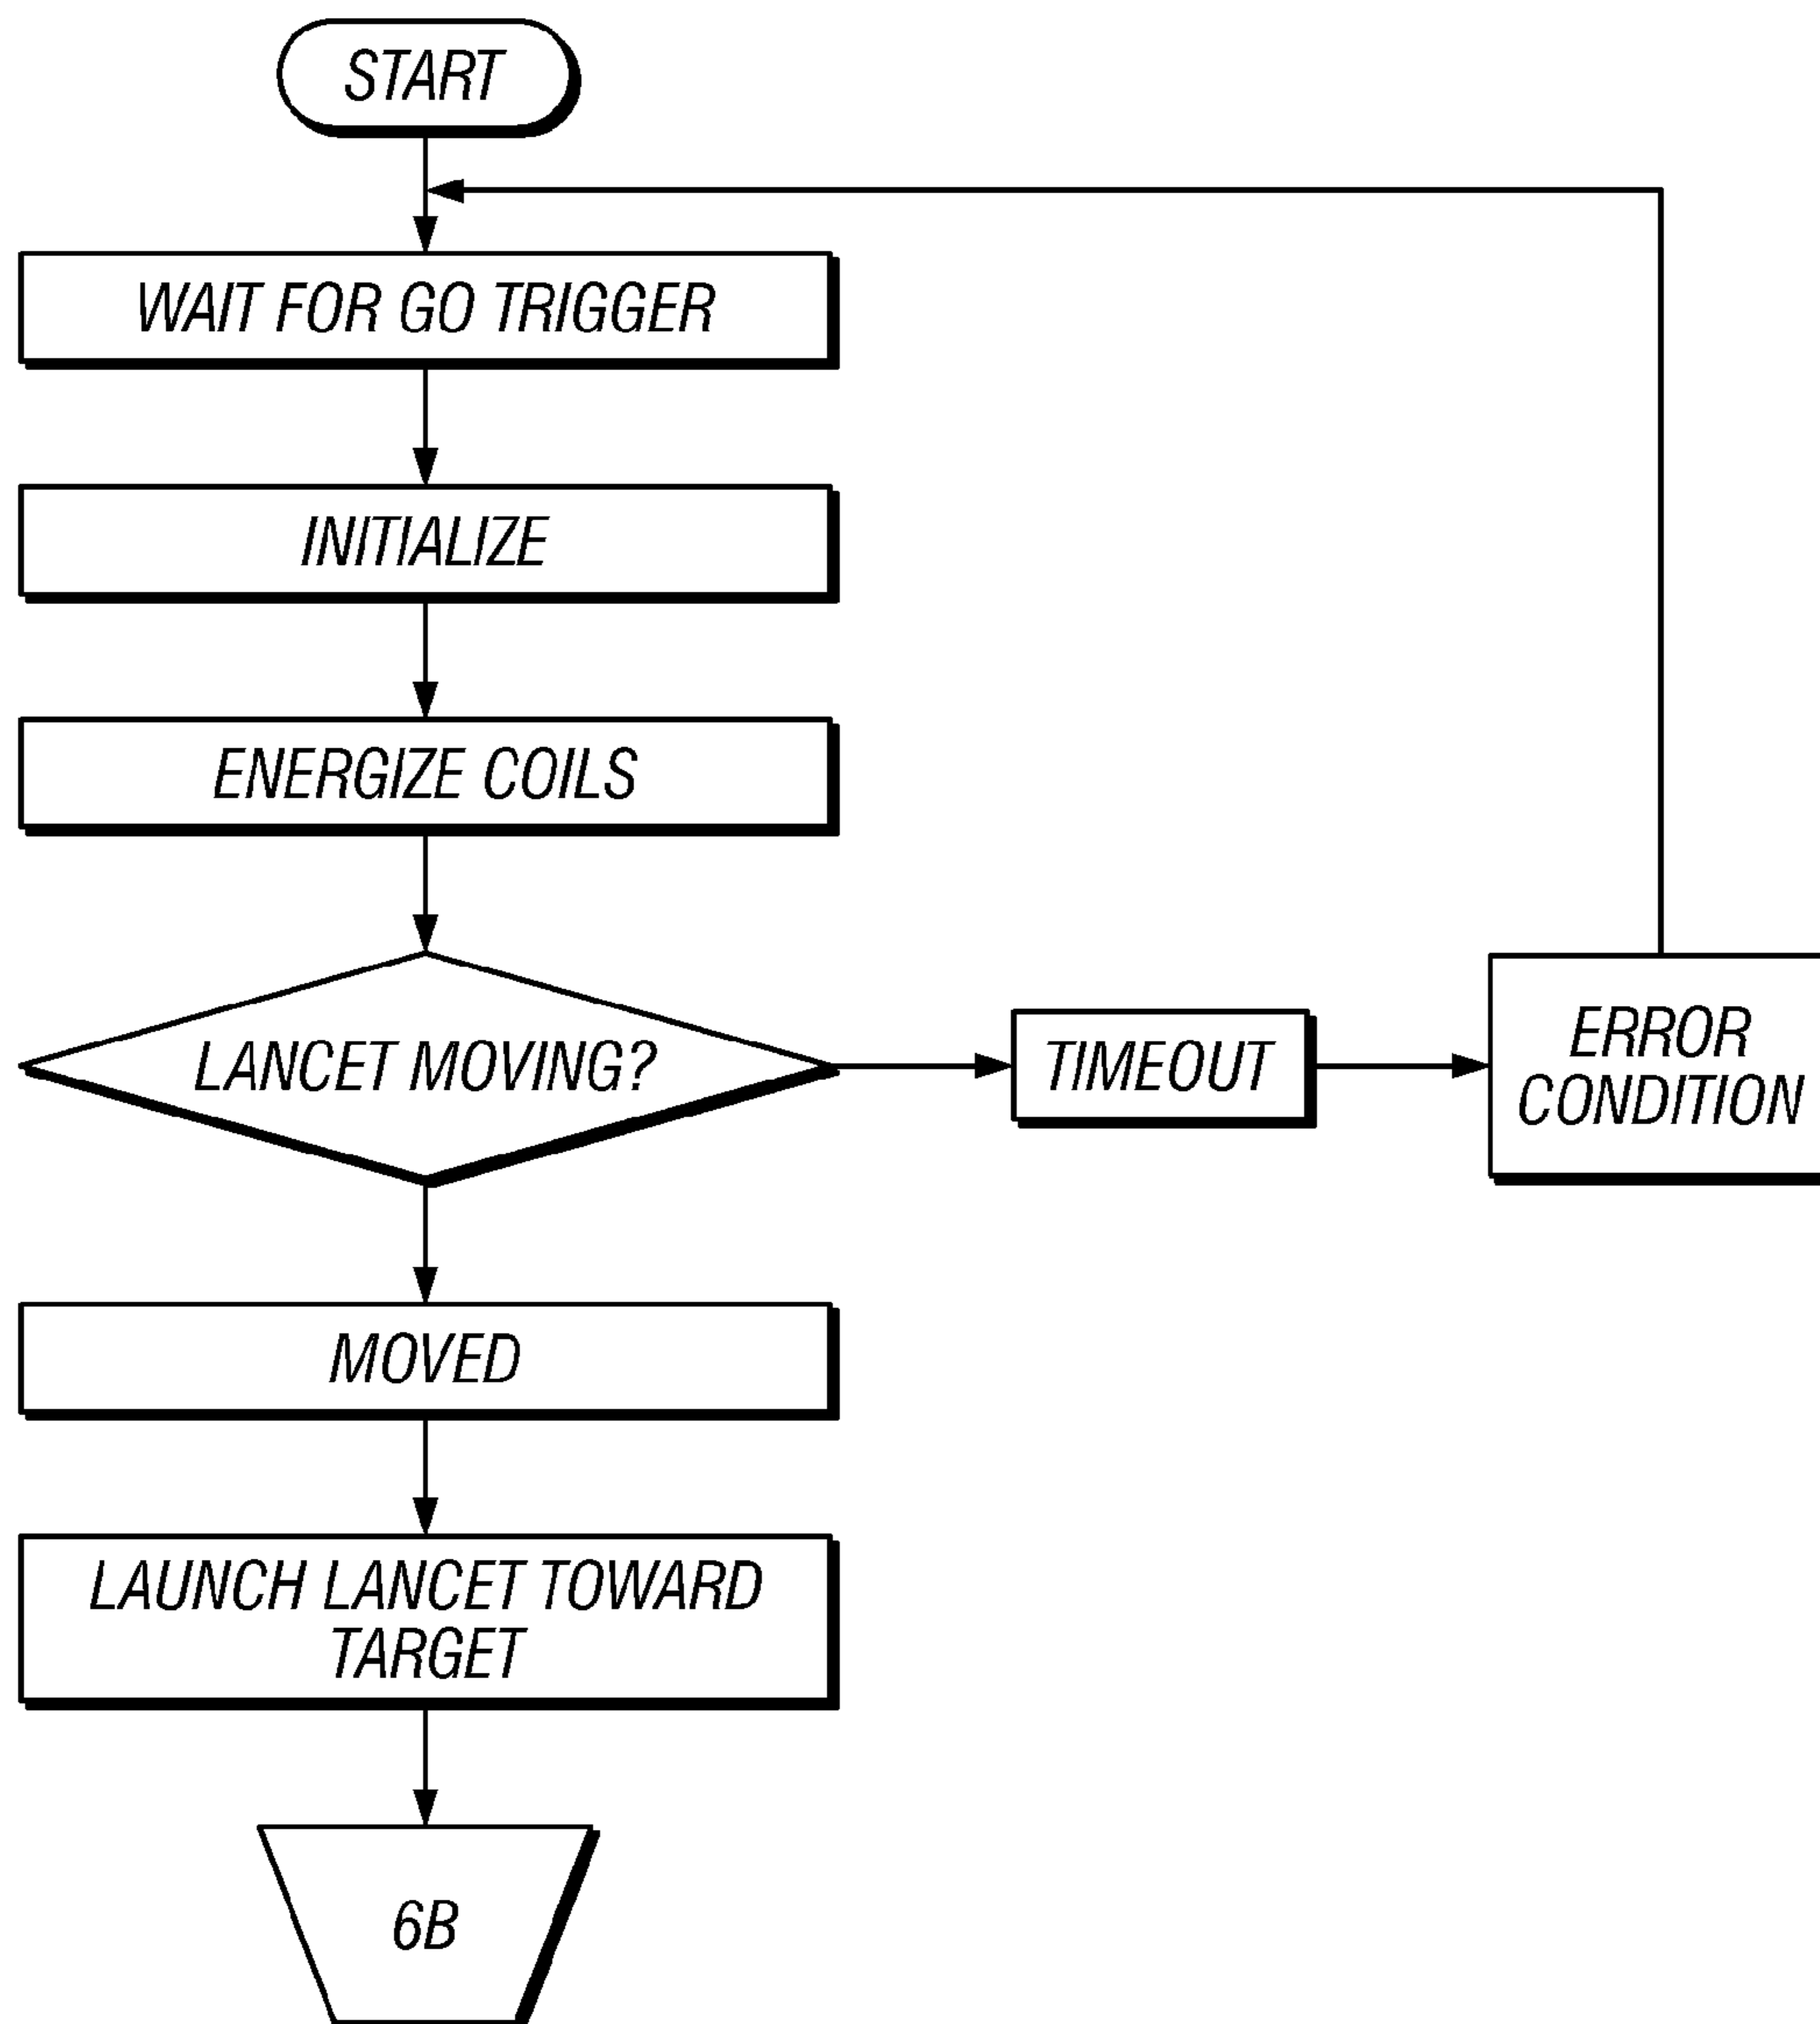 START
WAIT FOR GO TRIGGER
INITIALIZE
ENERGIZE COILS
LANCET MOVING?
TIMEOUT
ERROR
CONDITION
MOVED
LAUNCH LANCET TOWARD
TARGET
6B